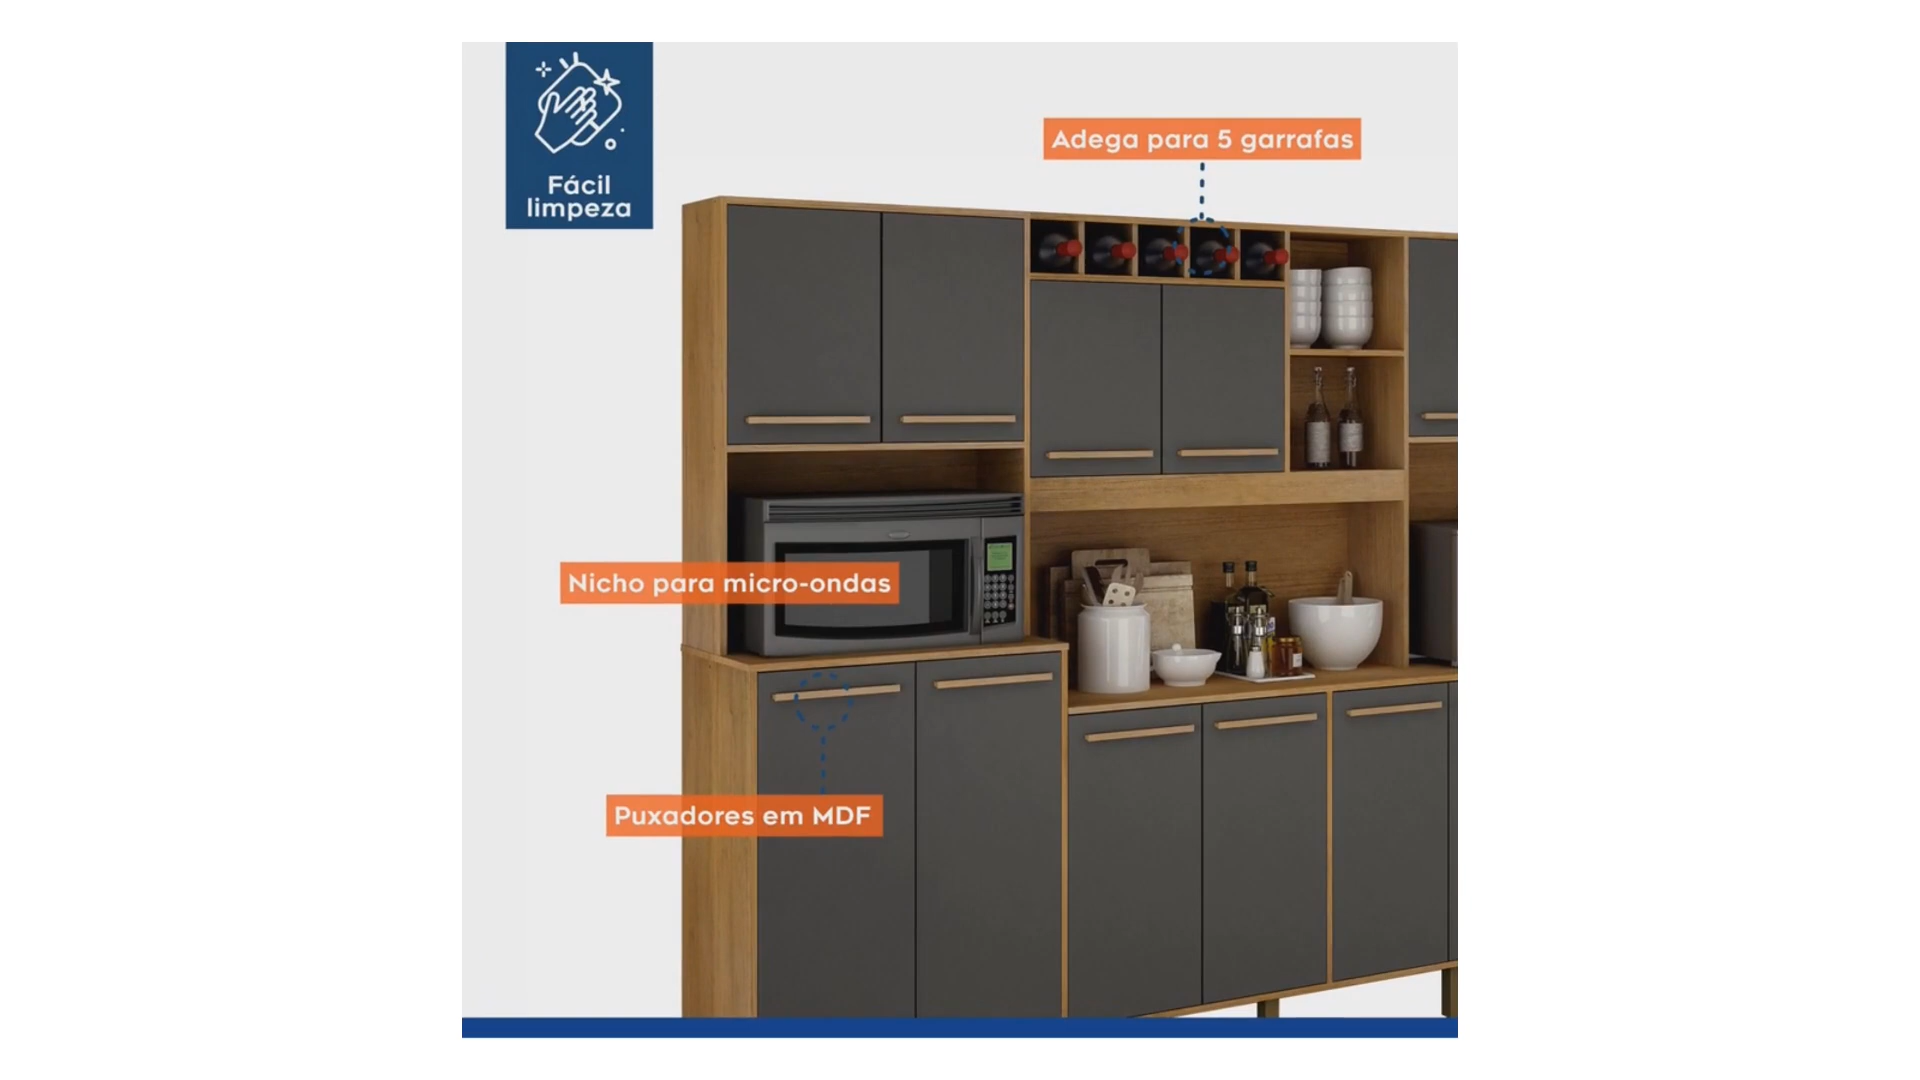 Fácil
limpeza
Adega para 5 garrafas
Nicho para micro-ondas
Puxadores em MDF